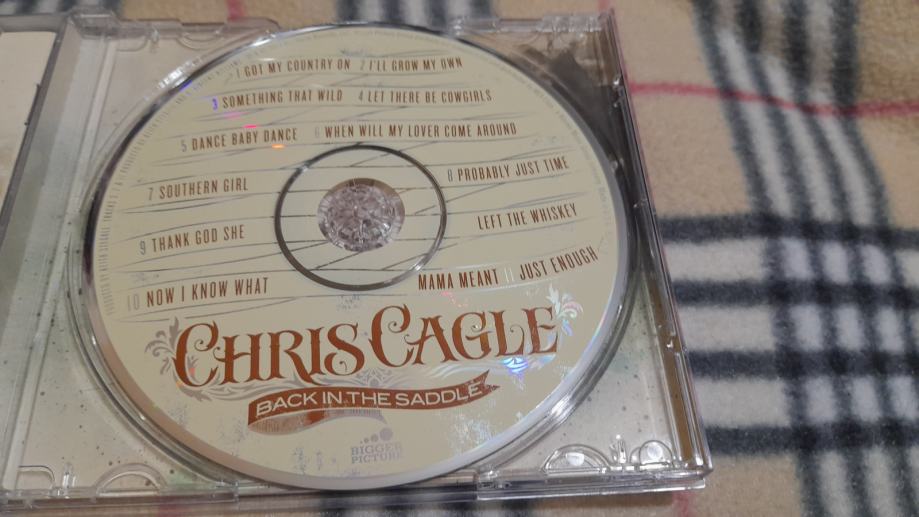 1 GOT MY COUNTRY ON 2 I'LL GROW MY OWN
3 SOMETHING THAT WILD 4 LET THERE BE COWGIRLS
5 DANCE BABY DANCE 6 WHEN WILL MY LOVER COME AROUND
7 SOUTHERN GIRL 8 PROBABLY JUST TIME
9 THANK GOD SHE LEFT THE WHISKEY
10 NOW I KNOW WHAT MAMA MEANT 11 JUST ENOUGH
CHRIS CAGLE
BACK IN THE SADDLE
BIGGER
PICTURE